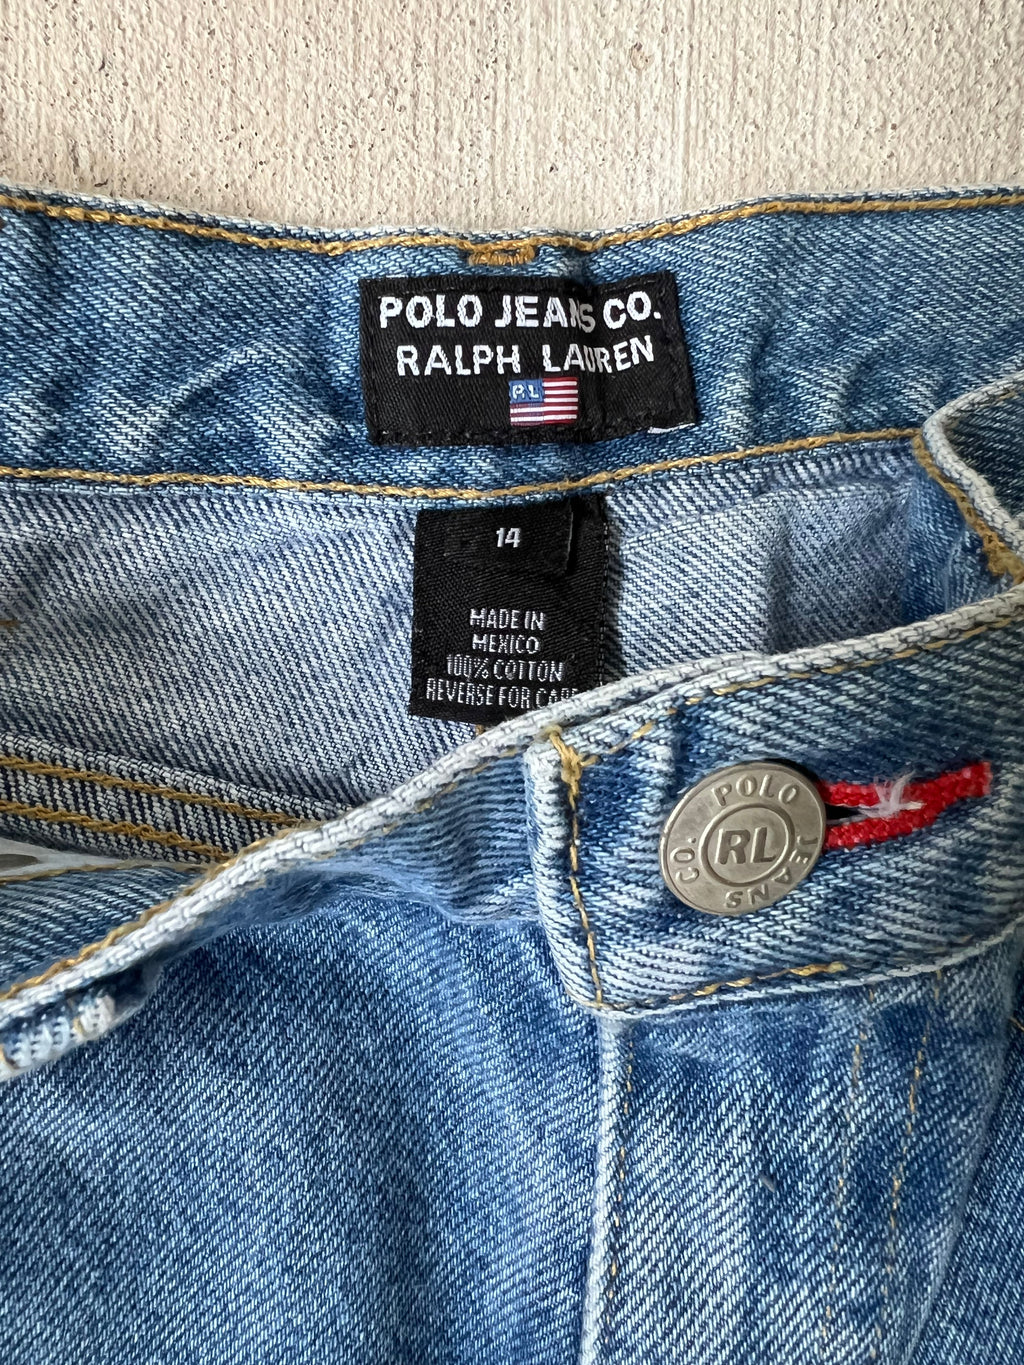 POLO JEANS CO.
RALPH LAUREN
RL
14
MADE IN
MEXICO
100% COTTON
REVERSE FOR CARE
POLO
JEANS
CO.
RL